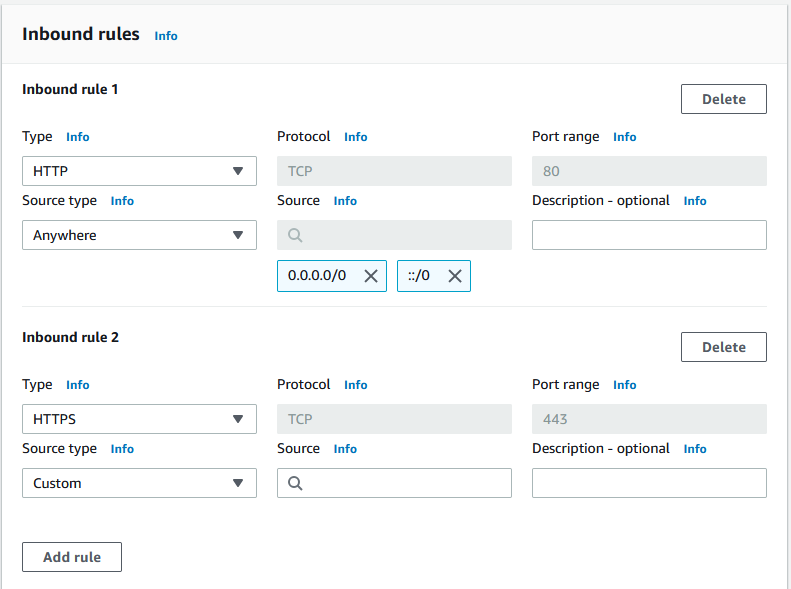 Inbound rules Info
Inbound rule 1
Delete
Type Info Protocol Info Port range Info
HTTP TCP 80
Source type Info Source Info Description - optional Info
Anywhere
0.0.0.0/0 ::/0
Inbound rule 2
Delete
Type Info Protocol Info Port range Info
HTTPS TCP 443
Source type Info Source Info Description - optional Info
Custom
Add rule